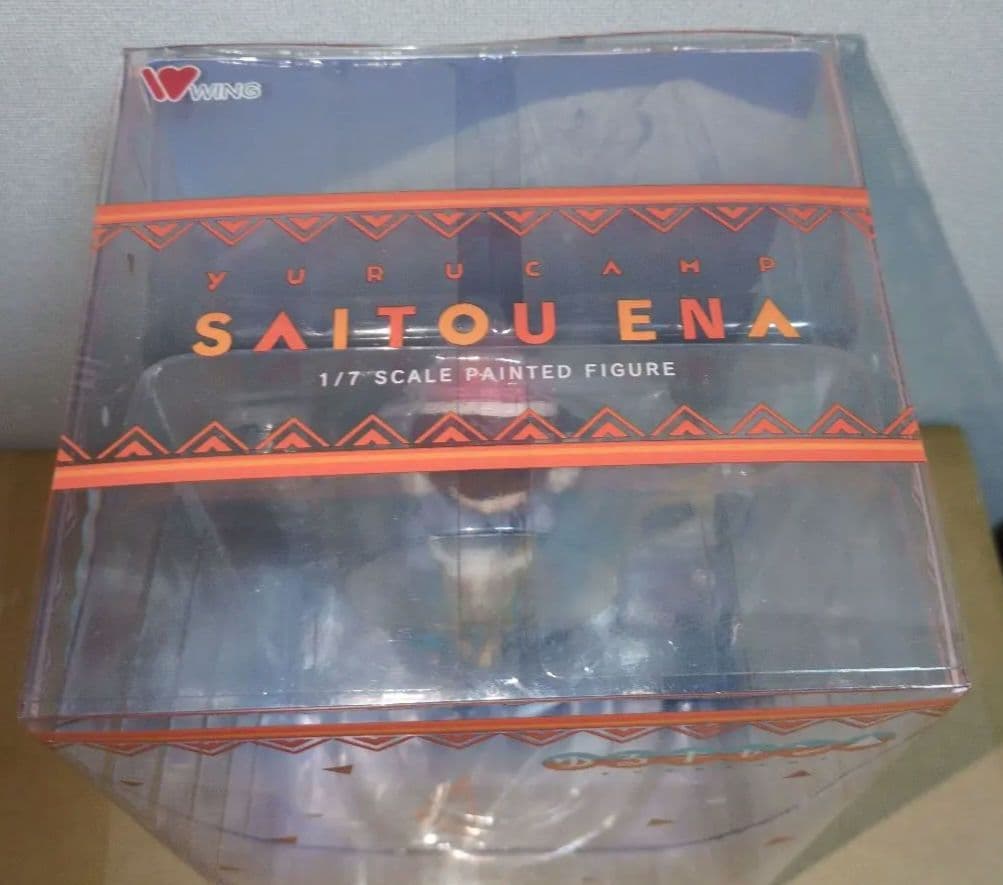 WING
YURUCAMP
SAITOU ENA
1/7 SCALE PAINTED FIGURE